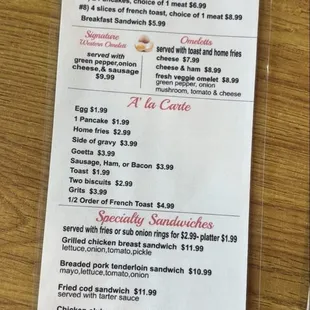 Pancakes, choice of 1 meat $6.99
#8) 4 slices of french toast, choice of 1 meat $8.99
Breakfast Sandwich $5.99
Signature
Western Omelett
served with
green pepper,onion
cheese,& sausage
$9.99
Omeletts
served with toast and home fries
cheese $7.99
cheese & ham $8.99
fresh veggie omelet $8.99
green pepper, onion
mushroom, tomato & cheese
A' la Carte
Egg $1.99
1 Pancake $1.99
Home fries $2.99
Side of gravy $3.99
Goetta $3.99
Sausage, Ham, or Bacon $3.99
Toast $1.99
Two biscuits $2.99
Grits $3.99
1/2 Order of French Toast $4.99
Specialty Sandwiches
served with fries or sub onion rings for $2.99- platter $1.99
Grilled chicken breast sandwich $11.99
lettuce,onion,tomato,pickle
Breaded pork tenderloin sandwich $10.99
mayo,lettuce,tomato,onion
Fried cod sandwich $11.99
served with tarter sauce
Chicken